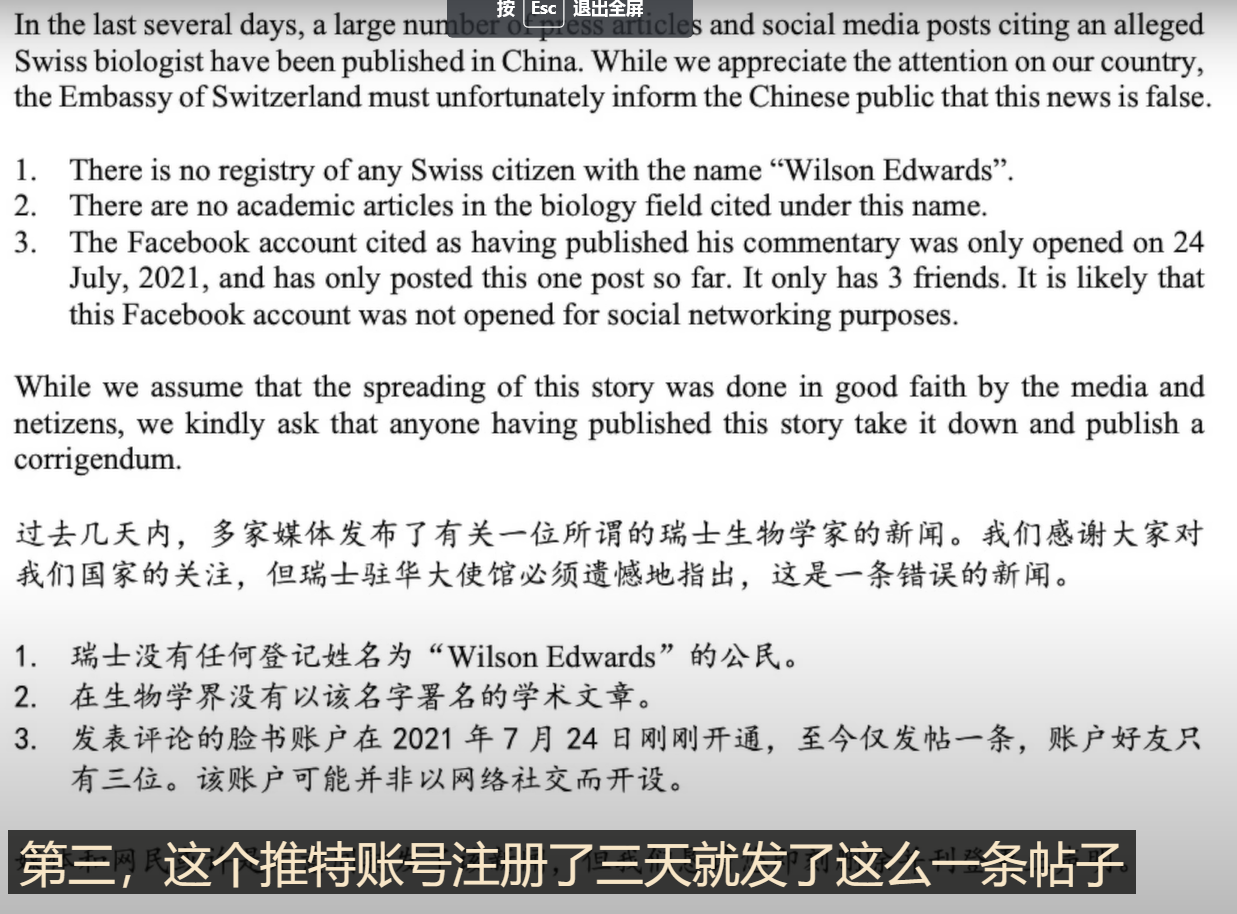 按 Esc 退出全屏
In the last several days, a large number of press articles and social media posts citing an alleged
Swiss biologist have been published in China. While we appreciate the attention on our country,
the Embassy of Switzerland must unfortunately inform the Chinese public that this news is false.
1. There is no registry of any Swiss citizen with the name “Wilson Edwards”.
2. There are no academic articles in the biology field cited under this name.
3. The Facebook account cited as having published his commentary was only opened on 24
July, 2021, and has only posted this one post so far. It only has 3 friends. It is likely that
this Facebook account was not opened for social networking purposes.
While we assume that the spreading of this story was done in good faith by the media and
netizens, we kindly ask that anyone having published this story take it down and publish a
corrigendum.
过去几天内，多家媒体发布了有关一位所谓的瑞士生物学家的新闻。我们感谢大家对
我们国家的关注，但瑞士驻华大使馆必须遗憾地指出，这是一条错误的新闻。
1. 瑞士没有任何登记姓名为“Wilson Edwards”的公民。
2. 在生物学界没有以该名字署名的学术文章。
3. 发表评论的脸书账户在 2021 年 7 月 24 日刚刚开通，至今仅发帖一条，账户好友只
有三位。该账户可能并非以网络社交而开设。
第三，这个推特账号注册了三天就发了这么一条帖子